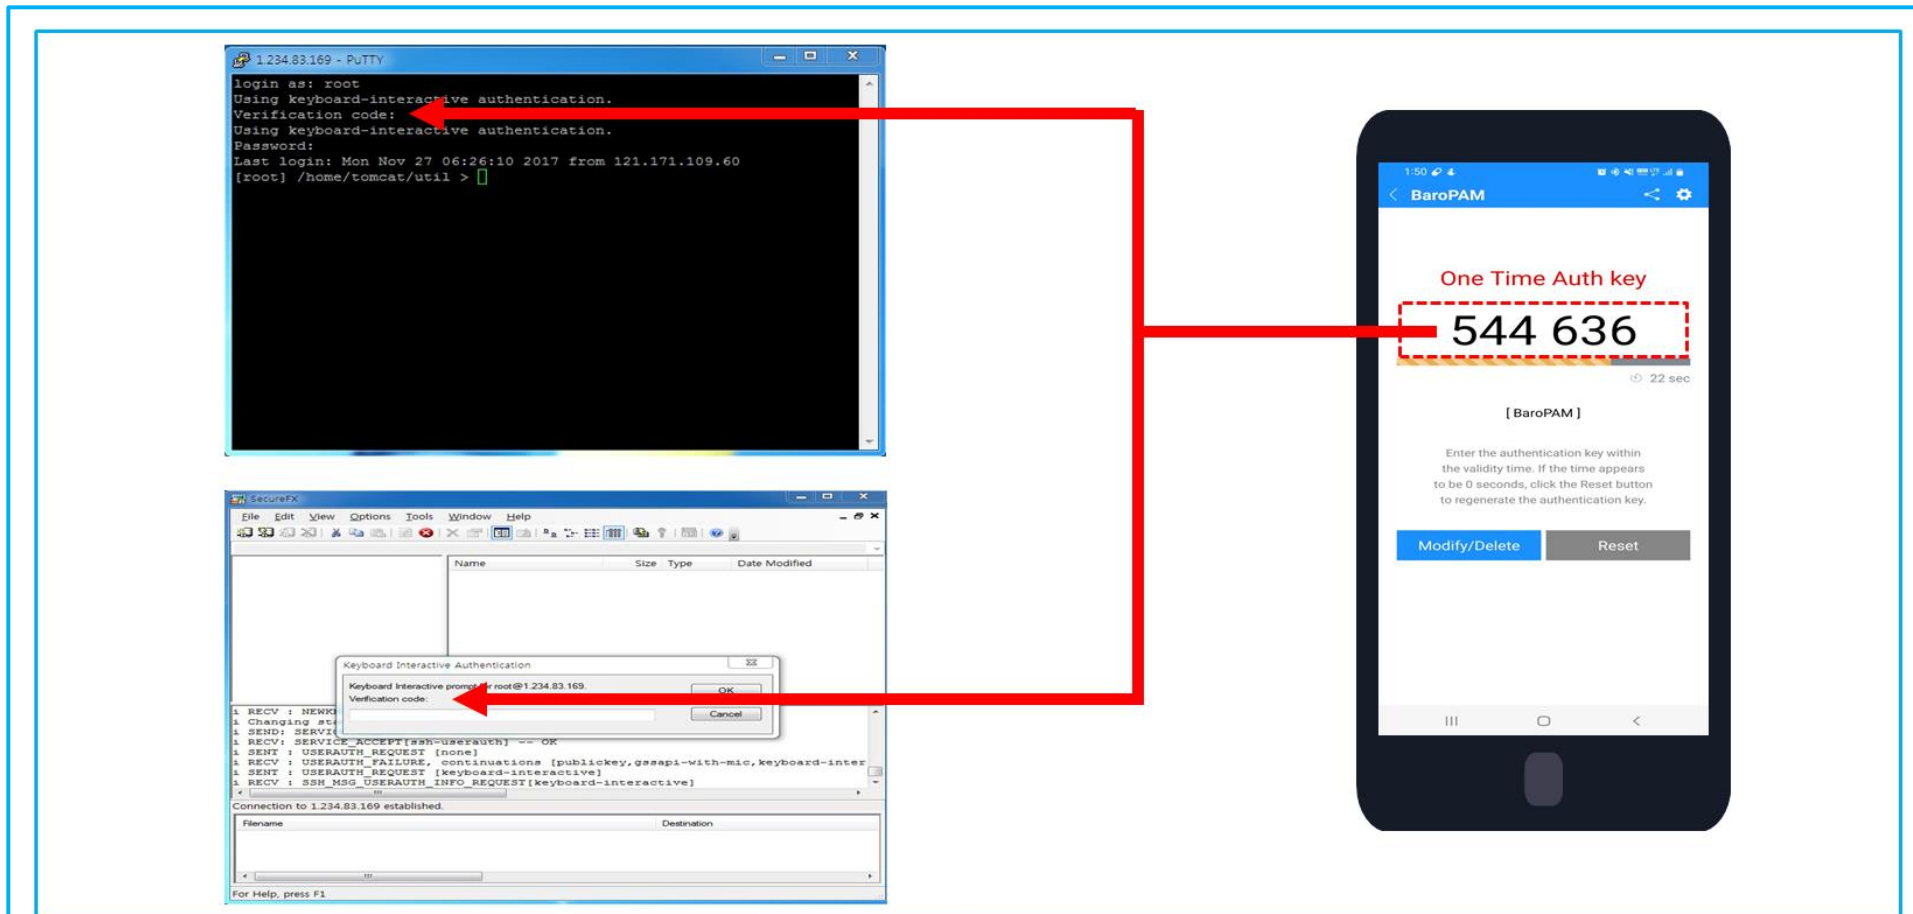 1.234.83.169 - PuTTY
login as: root
Using keyboard-interactive authentication.
Verification code:
Using keyboard-interactive authentication.
Password:
Last login: Mon Nov 27 06:26:10 2017 from 121.171.109.60
[root] /home/tomcat/util >
SecureFX
File Edit View Options Tools Window Help
Name Size Type Date Modified
Keyboard Interactive Authentication
Keyboard Interactive prompt for root@1.234.83.169.
Verification code:
OK
Cancel
i RECV : NEWK
i Changing st
i SEND: SERVI
i RECV: SERVICE_ACCEPT[ssh-userauth] -- OK
i SENT : USERAUTH_REQUEST [none]
i RECV : USERAUTH_FAILURE, continuations [publickey,gssapi-with-mic,keyboard-inter
i SENT : USERAUTH_REQUEST [keyboard-interactive]
i RECV : SSH_MSG_USERAUTH_INFO_REQUEST[keyboard-interactive]
Connection to 1.234.83.169 established.
Filename Destination
For Help, press F1
1:50
BaroPAM
One Time Auth key
544 636
22 sec
[ BaroPAM ]
Enter the authentication key within
the validity time. If the time appears
to be 0 seconds, click the Reset button
to regenerate the authentication key.
Modify/Delete Reset